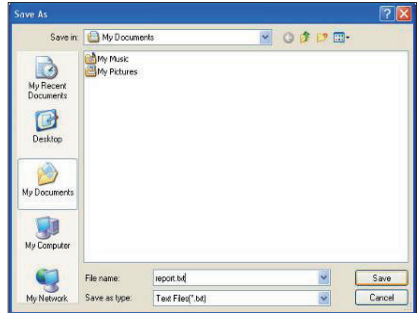 Save As
Save in:
My Documents
My Recent
Documents
Desktop
My Documents
My Computer
My Network
My Music
My Pictures
File name:
report.txt
Save
Save as type:
Text Files(*.txt)
Cancel